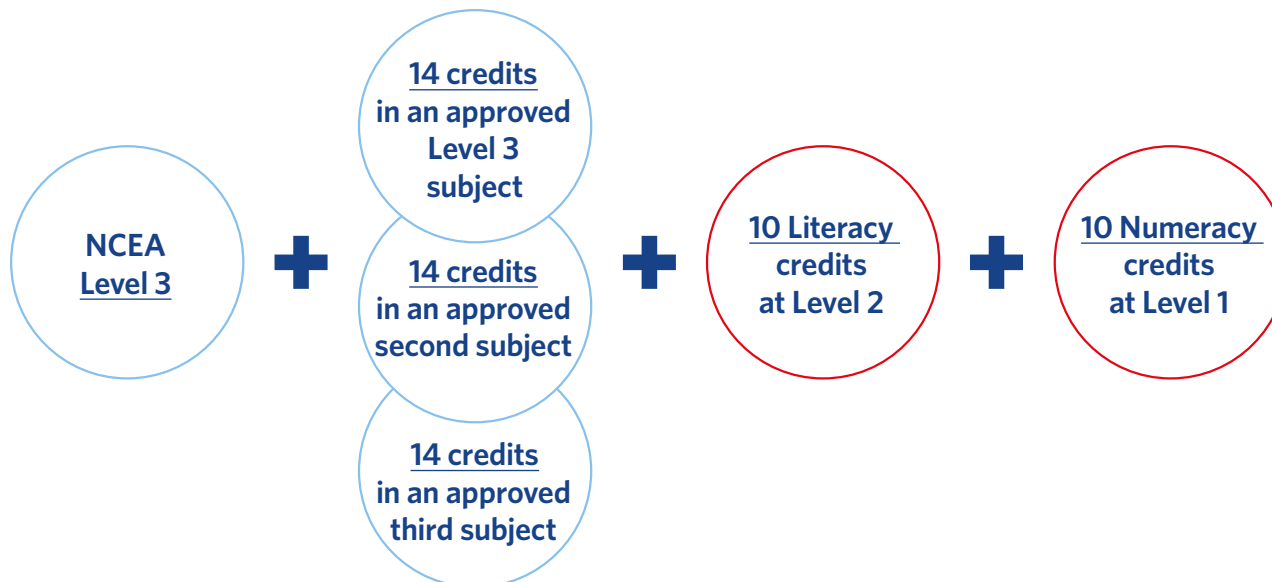 NCEA
Level 3
14 credits
in an approved
Level 3
subject
14 credits
in an approved
second subject
14 credits
in an approved
third subject
10 Literacy
credits
at Level 2
10 Numeracy
credits
at Level 1